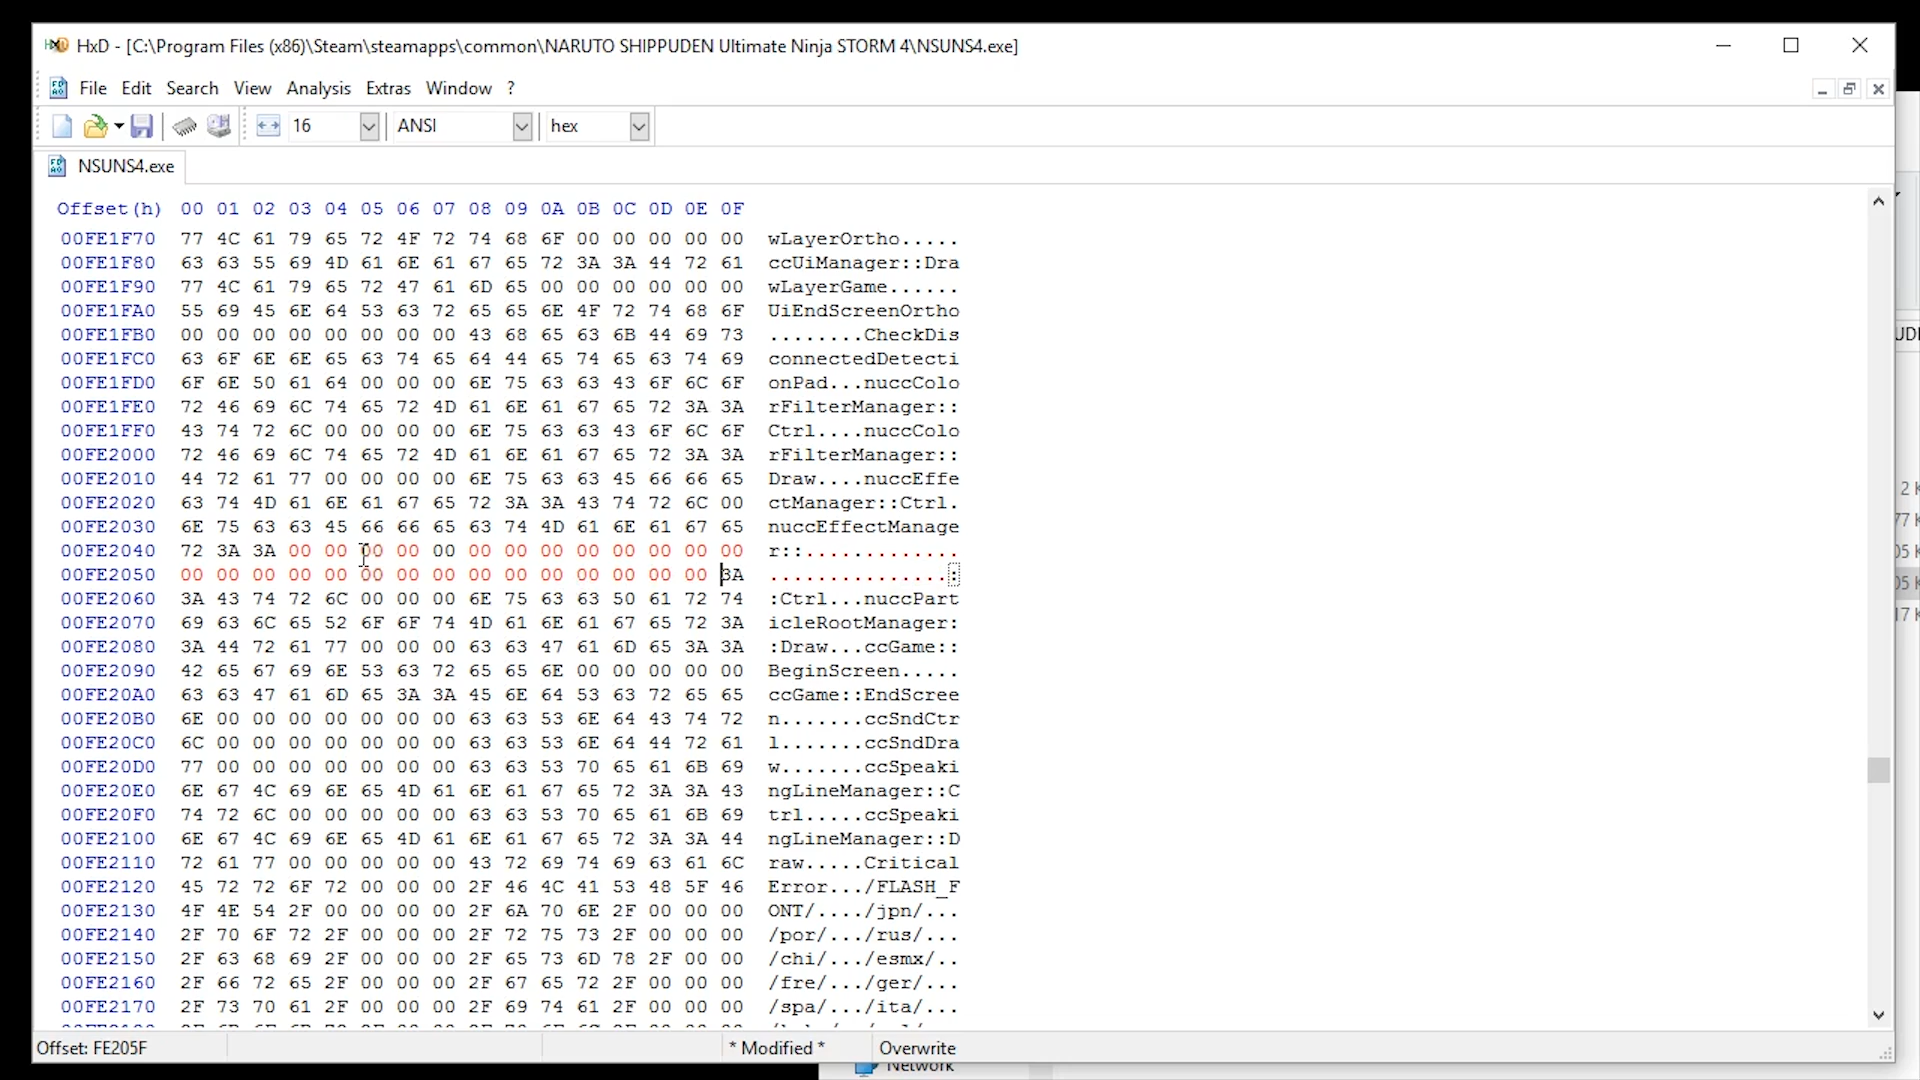 HxD - [C:\Program Files (x86)\Steam\steamapps\common\NARUTO SHIPPUDEN Ultimate Ninja STORM 4\NSUNS4.exe]
File Edit Search View Analysis Extras Window ?
16 ANSI hex
NSUNS4.exe
Offset(h) 00 01 02 03 04 05 06 07 08 09 0A 0B 0C 0D 0E 0F
00FE1F70 77 4C 61 79 65 72 4F 72 74 68 6F 00 00 00 00 00 wLayerOrtho.....
00FE1F80 63 63 55 69 4D 61 6E 61 67 65 72 3A 3A 44 72 61 ccUiManager::Dra
00FE1F90 77 4C 61 79 65 72 47 61 6D 65 00 00 00 00 00 00 wLayerGame......
00FE1FA0 55 69 45 6E 64 53 63 72 65 65 6E 4F 72 74 68 6F UiEndScreenOrtho
00FE1FB0 00 00 00 00 00 00 00 00 43 68 65 63 6B 44 69 73 ........CheckDis
00FE1FC0 63 6F 6E 6E 65 63 74 65 64 44 65 74 65 63 74 69 connectedDetecti
00FE1FD0 6F 6E 50 61 64 00 00 00 6E 75 63 63 43 6F 6C 6F onPad...nuccColo
00FE1FE0 72 46 69 6C 74 65 72 4D 61 6E 61 67 65 72 3A 3A rFilterManager::
00FE1FF0 43 74 72 6C 00 00 00 00 6E 75 63 63 43 6F 6C 6F Ctrl....nuccColo
00FE2000 72 46 69 6C 74 65 72 4D 61 6E 61 67 65 72 3A 3A rFilterManager::
00FE2010 44 72 61 77 00 00 00 00 6E 75 63 63 45 66 66 65 Draw....nuccEffe
00FE2020 63 74 4D 61 6E 61 67 65 72 3A 3A 43 74 72 6C 00 ctManager::Ctrl.
00FE2030 6E 75 63 63 45 66 66 65 63 74 4D 61 6E 61 67 65 nuccEffectManage
00FE2040 72 3A 3A 00 00 00 00 00 00 00 00 00 00 00 00 00 r::.............
00FE2050 00 00 00 00 00 00 00 00 00 00 00 00 00 00 00 3A ...............:
00FE2060 3A 43 74 72 6C 00 00 00 6E 75 63 63 50 61 72 74 :Ctrl...nuccPart
00FE2070 69 63 6C 65 52 6F 6F 74 4D 61 6E 61 67 65 72 3A icleRootManager:
00FE2080 3A 44 72 61 77 00 00 00 63 63 47 61 6D 65 3A 3A :Draw...ccGame::
00FE2090 42 65 67 69 6E 53 63 72 65 65 6E 00 00 00 00 00 BeginScreen.....
00FE20A0 63 63 47 61 6D 65 3A 3A 45 6E 64 53 63 72 65 65 ccGame::EndScree
00FE20B0 6E 00 00 00 00 00 00 00 63 63 53 6E 64 43 74 72 n.......ccSndCtr
00FE20C0 6C 00 00 00 00 00 00 00 63 63 53 6E 64 44 72 61 l.......ccSndDra
00FE20D0 77 00 00 00 00 00 00 00 63 63 53 70 65 61 6B 69 w.......ccSpeaki
00FE20E0 6E 67 4C 69 6E 65 4D 61 6E 61 67 65 72 3A 3A 43 ngLineManager::C
00FE20F0 74 72 6C 00 00 00 00 00 63 63 53 70 65 61 6B 69 trl.....ccSpeaki
00FE2100 6E 67 4C 69 6E 65 4D 61 6E 61 67 65 72 3A 3A 44 ngLineManager::D
00FE2110 72 61 77 00 00 00 00 00 43 72 69 74 69 63 61 6C raw.....Critical
00FE2120 45 72 72 6F 72 00 00 00 2F 46 4C 41 53 48 5F 46 Error.../FLASH_F
00FE2130 4F 4E 54 2F 00 00 00 00 2F 6A 70 6E 2F 00 00 00 ONT/..../jpn/...
00FE2140 2F 70 6F 72 2F 00 00 00 2F 72 75 73 2F 00 00 00 /por/.../rus/...
00FE2150 2F 63 68 69 2F 00 00 00 2F 65 73 6D 78 2F 00 00 /chi/.../esmx/..
00FE2160 2F 66 72 65 2F 00 00 00 2F 67 65 72 2F 00 00 00 /fre/.../ger/...
00FE2170 2F 73 70 61 2F 00 00 00 2F 69 74 61 2F 00 00 00 /spa/.../ita/...
Offset: FE205F * Modified * Overwrite
Network